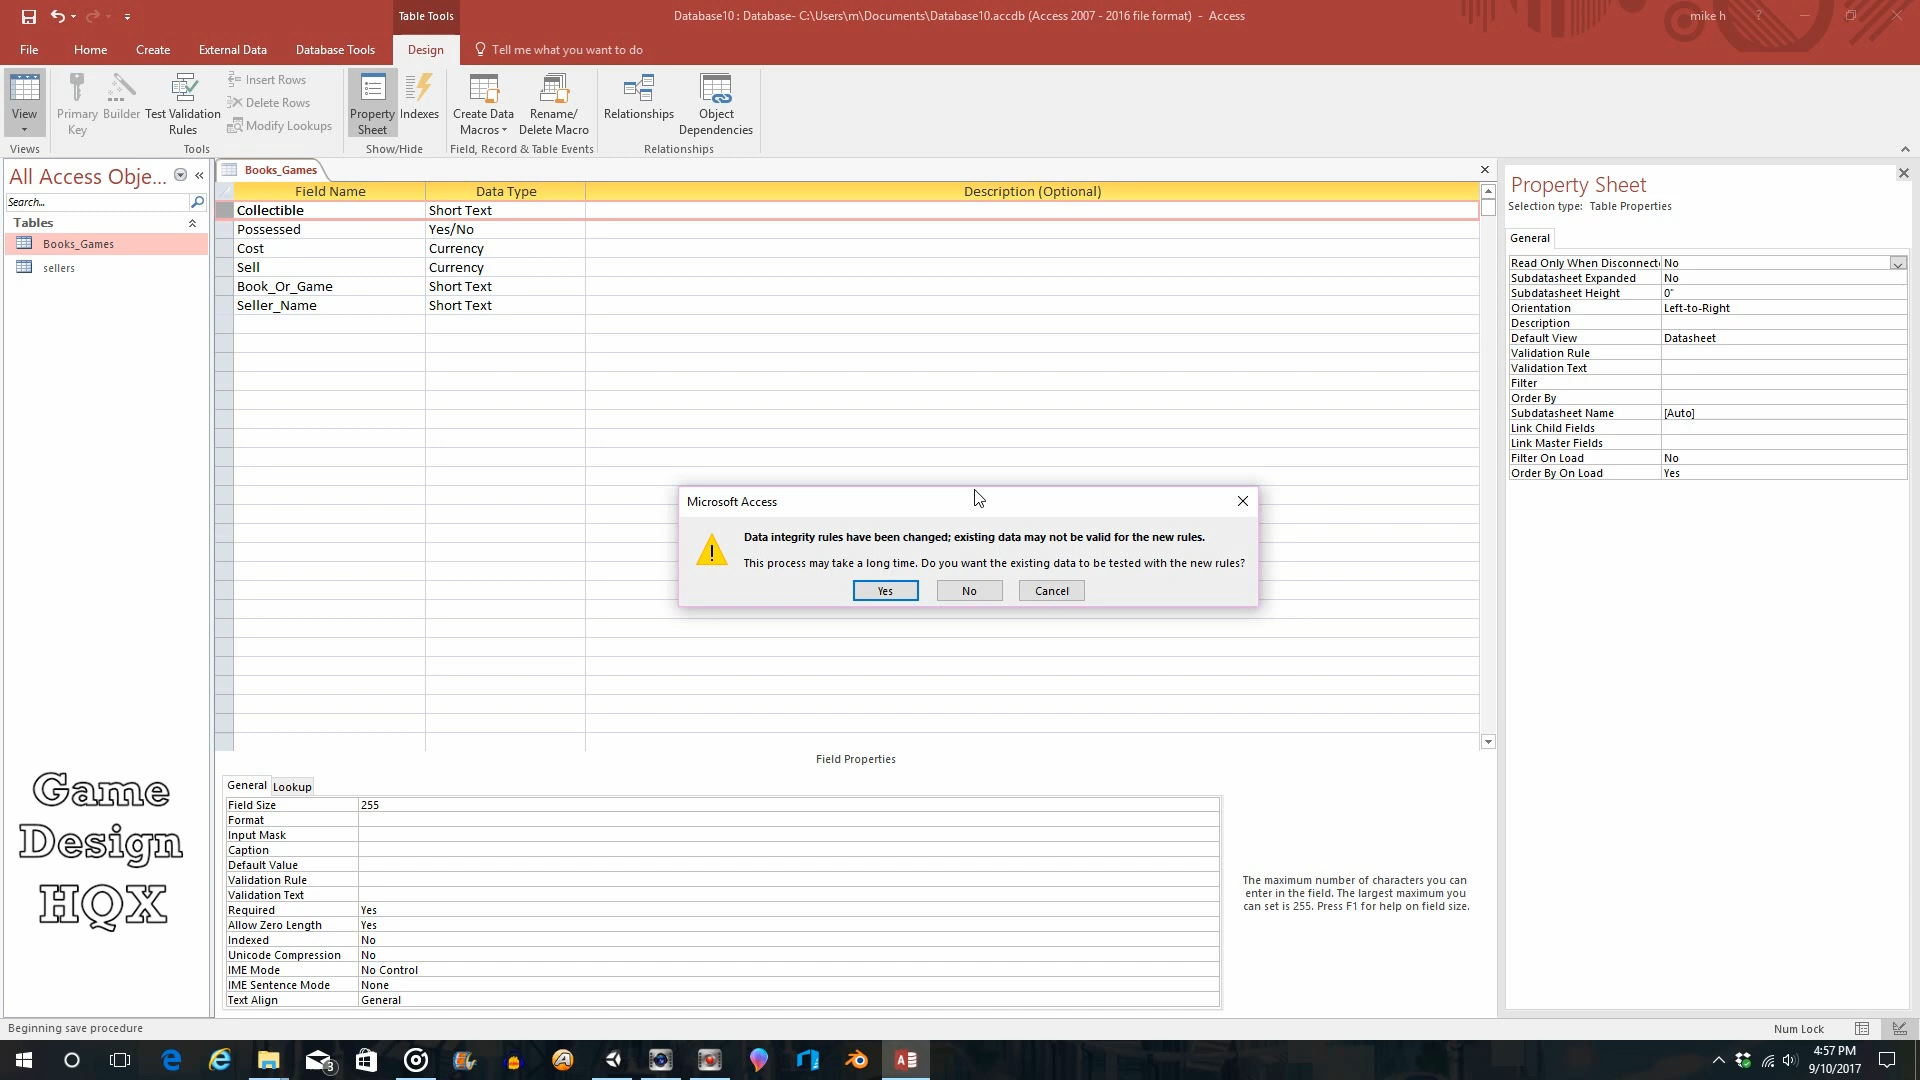 Table Tools
Database10 : Database- C:\Users\m\Documents\Database10.accdb (Access 2007 - 2016 file format) - Access
mike h
?
File
Home
Create
External Data
Database Tools
Design
Tell me what you want to do
View
Primary Key
Builder
Test Validation Rules
Insert Rows
Delete Rows
Modify Lookups
Property Sheet
Indexes
Create Data Macros
Rename/ Delete Macro
Relationships
Object Dependencies
Views
Tools
Show/Hide
Field, Record & Table Events
Relationships
All Access Obje...
Search...
Tables
Books_Games
sellers
Books_Games
Field Name Data Type Description (Optional)
Collectible Short Text
Possessed Yes/No
Cost Currency
Sell Currency
Book_Or_Game Short Text
Seller_Name Short Text
Microsoft Access
Data integrity rules have been changed; existing data may not be valid for the new rules.
This process may take a long time. Do you want the existing data to be tested with the new rules?
Yes No Cancel
Field Properties
General Lookup
Field Size 255
Format
Input Mask
Caption
Default Value
Validation Rule
Validation Text
Required Yes
Allow Zero Length Yes
Indexed No
Unicode Compression No
IME Mode No Control
IME Sentence Mode None
Text Align General
The maximum number of characters you can
enter in the field. The largest maximum you
can set is 255. Press F1 for help on field size.
Property Sheet
Selection type: Table Properties
General
Read Only When Disconnect No
Subdatasheet Expanded No
Subdatasheet Height 0"
Orientation Left-to-Right
Description
Default View Datasheet
Validation Rule
Validation Text
Filter
Order By
Subdatasheet Name [Auto]
Link Child Fields
Link Master Fields
Filter On Load No
Order By On Load Yes
Game
Design
HQX
Beginning save procedure
Num Lock
3
4:57 PM
9/10/2017